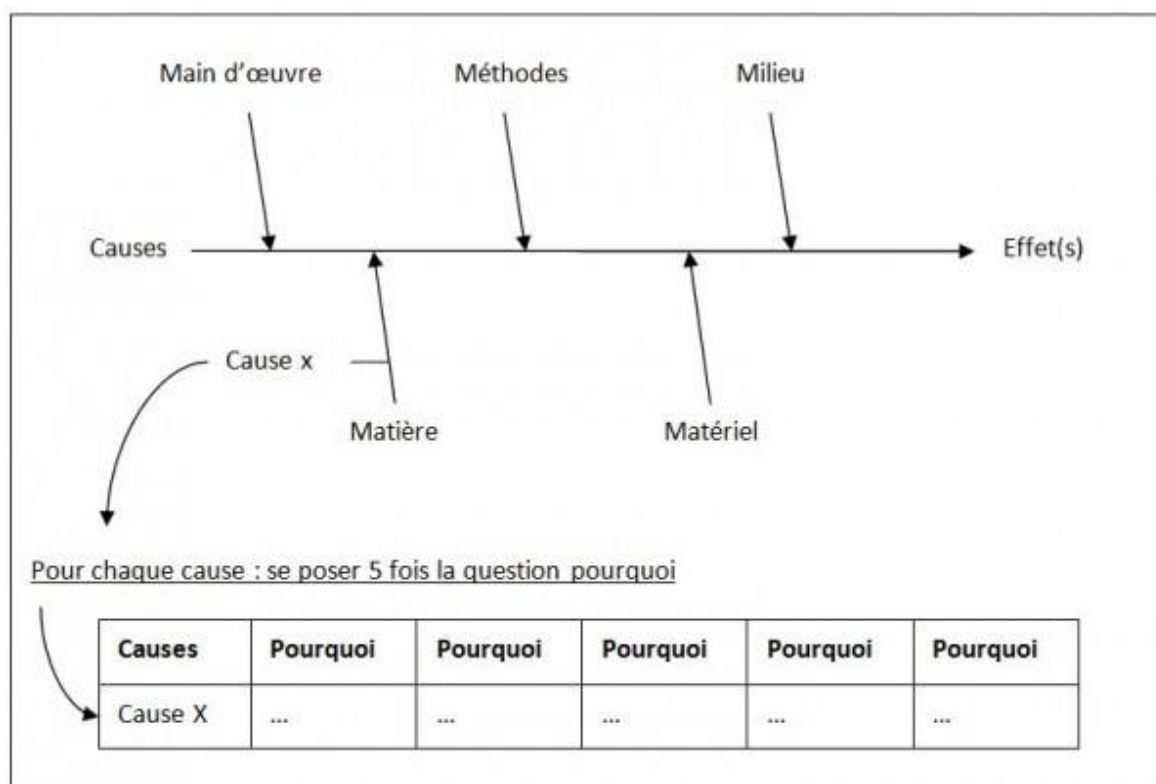 Main d'œuvre Méthodes Milieu
Causes Effet(s)
Cause x
Matière Matériel
Pour chaque cause : se poser 5 fois la question pourquoi
Causes Pourquoi Pourquoi Pourquoi Pourquoi Pourquoi
Cause X ... ... ... ... ...